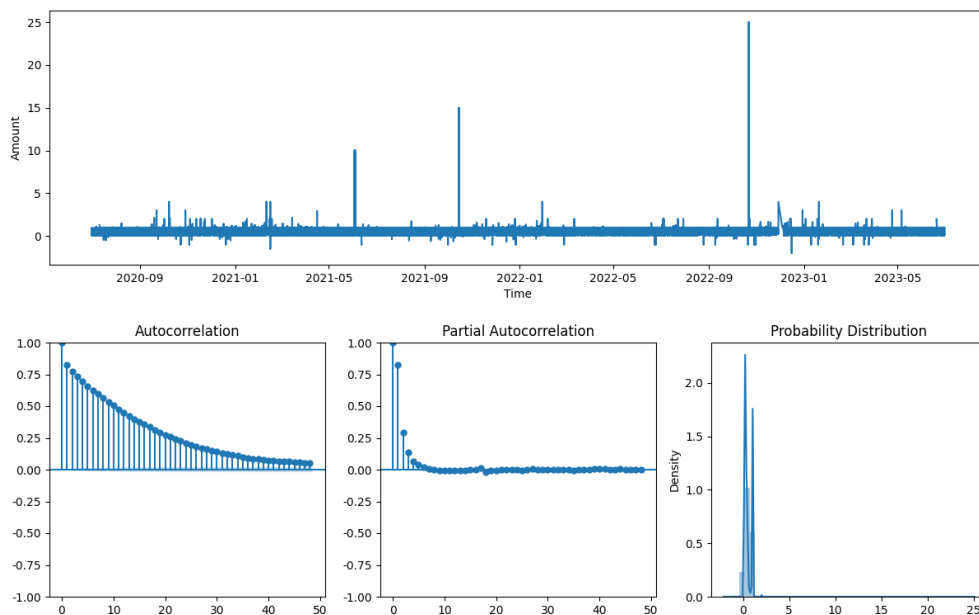 25
20
15
10
5
0
Amount
2020-09 2021-01 2021-05 2021-09 2022-01 2022-05 2022-09 2023-01 2023-05
Time
Autocorrelation Partial Autocorrelation Probability Distribution
1.00 1.00
0.75 0.75 2.0
0.50 0.50
0.25 0.25 1.5
0.00 0.00 Density
-0.25 -0.25 1.0
-0.50 -0.50 0.5
-0.75 -0.75
-1.00 -1.00 0.0
0 10 20 30 40 50 0 10 20 30 40 50 0 5 10 15 20 25